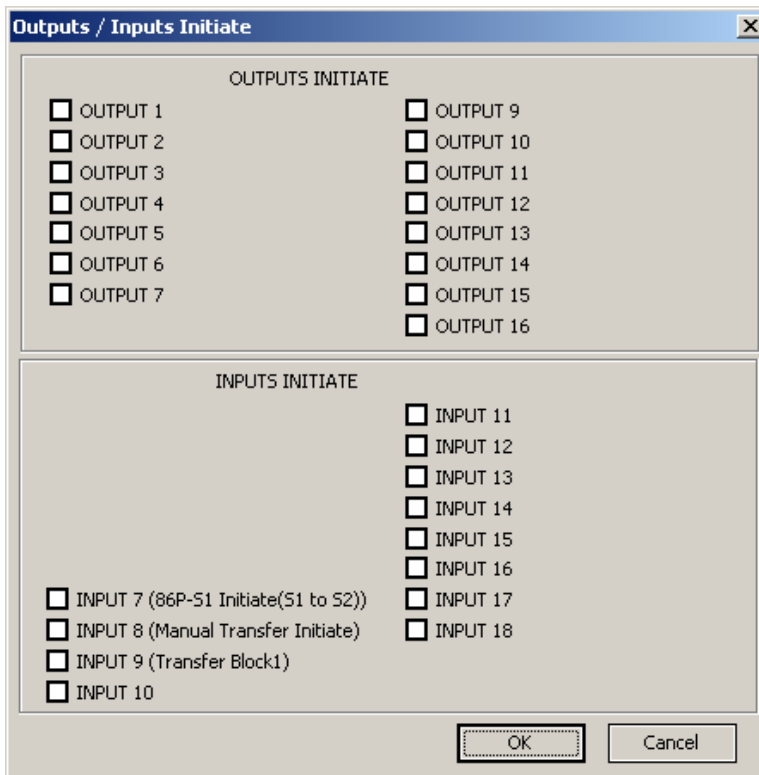 Outputs / Inputs Initiate
OUTPUTS INITIATE
OUTPUT 1
OUTPUT 2
OUTPUT 3
OUTPUT 4
OUTPUT 5
OUTPUT 6
OUTPUT 7
OUTPUT 9
OUTPUT 10
OUTPUT 11
OUTPUT 12
OUTPUT 13
OUTPUT 14
OUTPUT 15
OUTPUT 16
INPUTS INITIATE
INPUT 7 (86P-S1 Initiate(S1 to S2))
INPUT 8 (Manual Transfer Initiate)
INPUT 9 (Transfer Block1)
INPUT 10
INPUT 11
INPUT 12
INPUT 13
INPUT 14
INPUT 15
INPUT 16
INPUT 17
INPUT 18
OK
Cancel